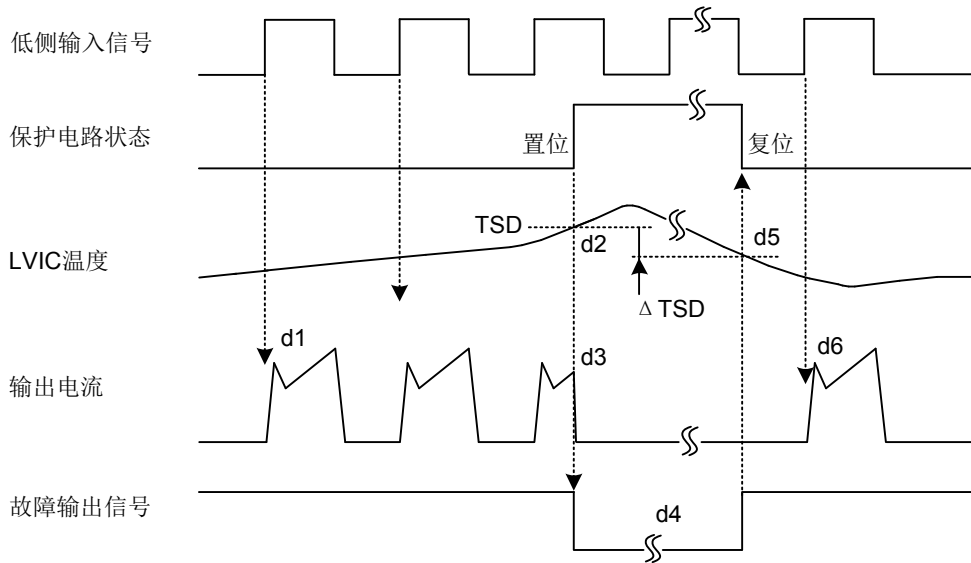 低侧输入信号
保护电路状态
置位
复位
TSD
d2
d5
LVIC温度
Δ TSD
d1
d3
d6
输出电流
故障输出信号
d4